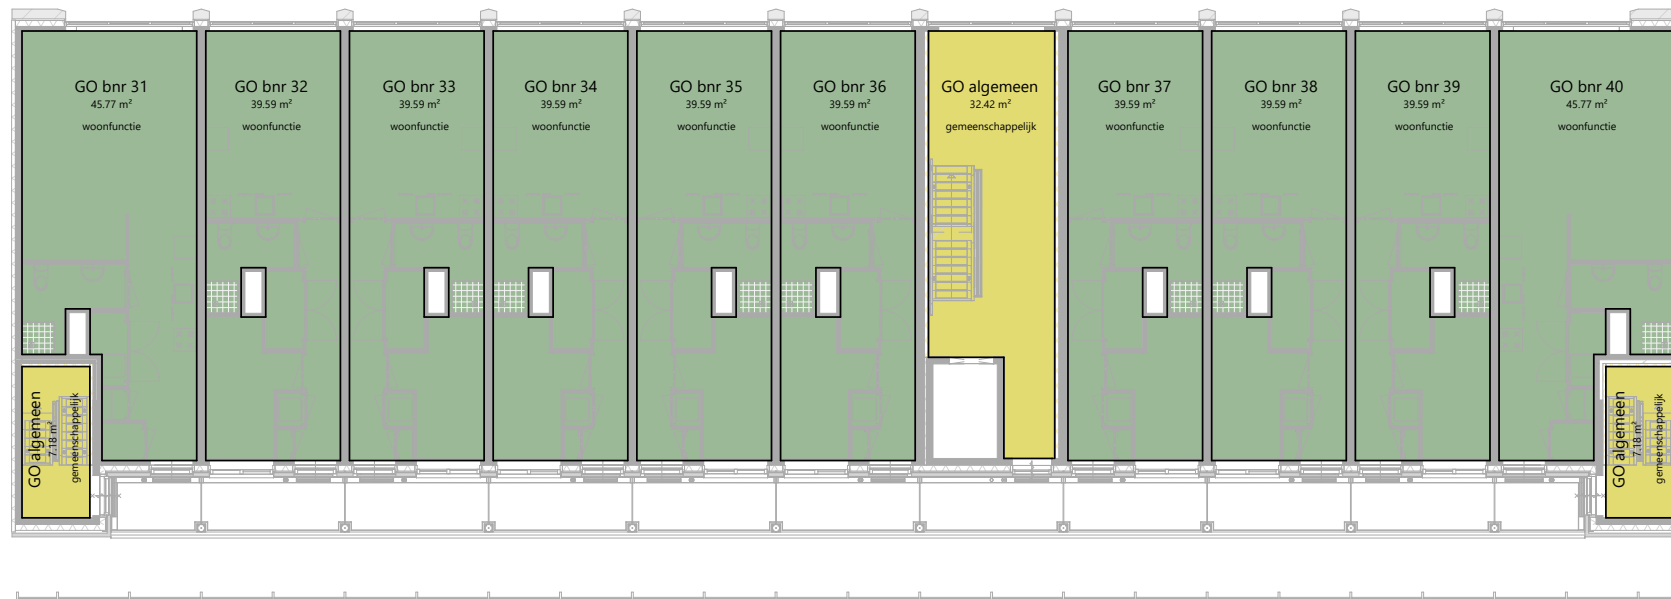 GO bnr 31
45.77 m²
woonfunctie
GO bnr 32
39.59 m²
woonfunctie
GO bnr 33
39.59 m²
woonfunctie
GO bnr 34
39.59 m²
woonfunctie
GO bnr 35
39.59 m²
woonfunctie
GO bnr 36
39.59 m²
woonfunctie
GO algemeen
32.42 m²
gemeenschappelijk
GO bnr 37
39.59 m²
woonfunctie
GO bnr 38
39.59 m²
woonfunctie
GO bnr 39
39.59 m²
woonfunctie
GO bnr 40
45.77 m²
woonfunctie
GO algemeen
7.18 m²
gemeenschappelijk
GO algemeen
7.18 m²
gemeenschappelijk